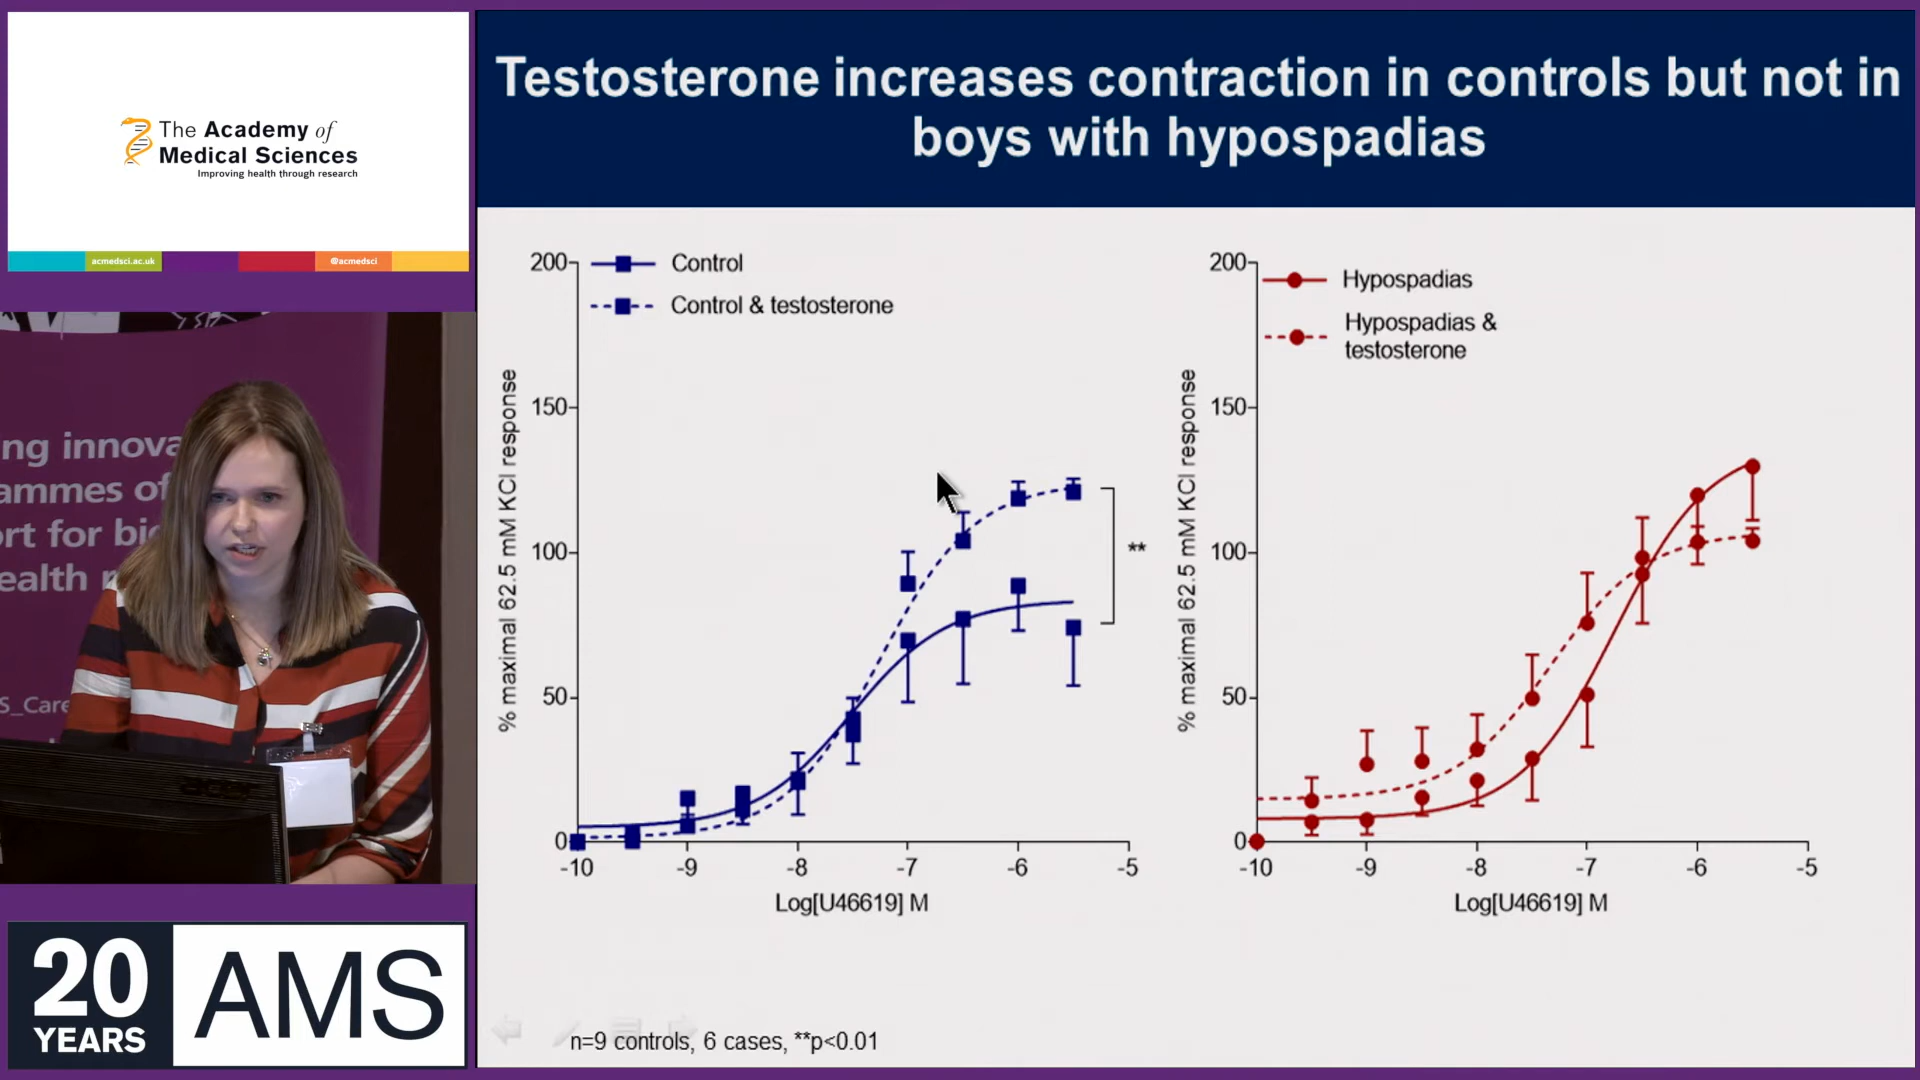 The Academy of
Medical Sciences
Improving health through research
acmedsci.ac.uk
@acmedsci
ng innova
ammes of
ort for bi
ealth
S_Care
20
YEARS
AMS
Testosterone increases contraction in controls but not in
boys with hypospadias
Control
Control & testosterone
% maximal 62.5 mM KCl response
200
150
100
50
0
**
-10
-9
-8
-7
-6
-5
Log[U46619] M
Hypospadias
Hypospadias &
testosterone
% maximal 62.5 mM KCl response
200
150
100
50
0
-10
-9
-8
-7
-6
-5
Log[U46619] M
n=9 controls, 6 cases, **p<0.01